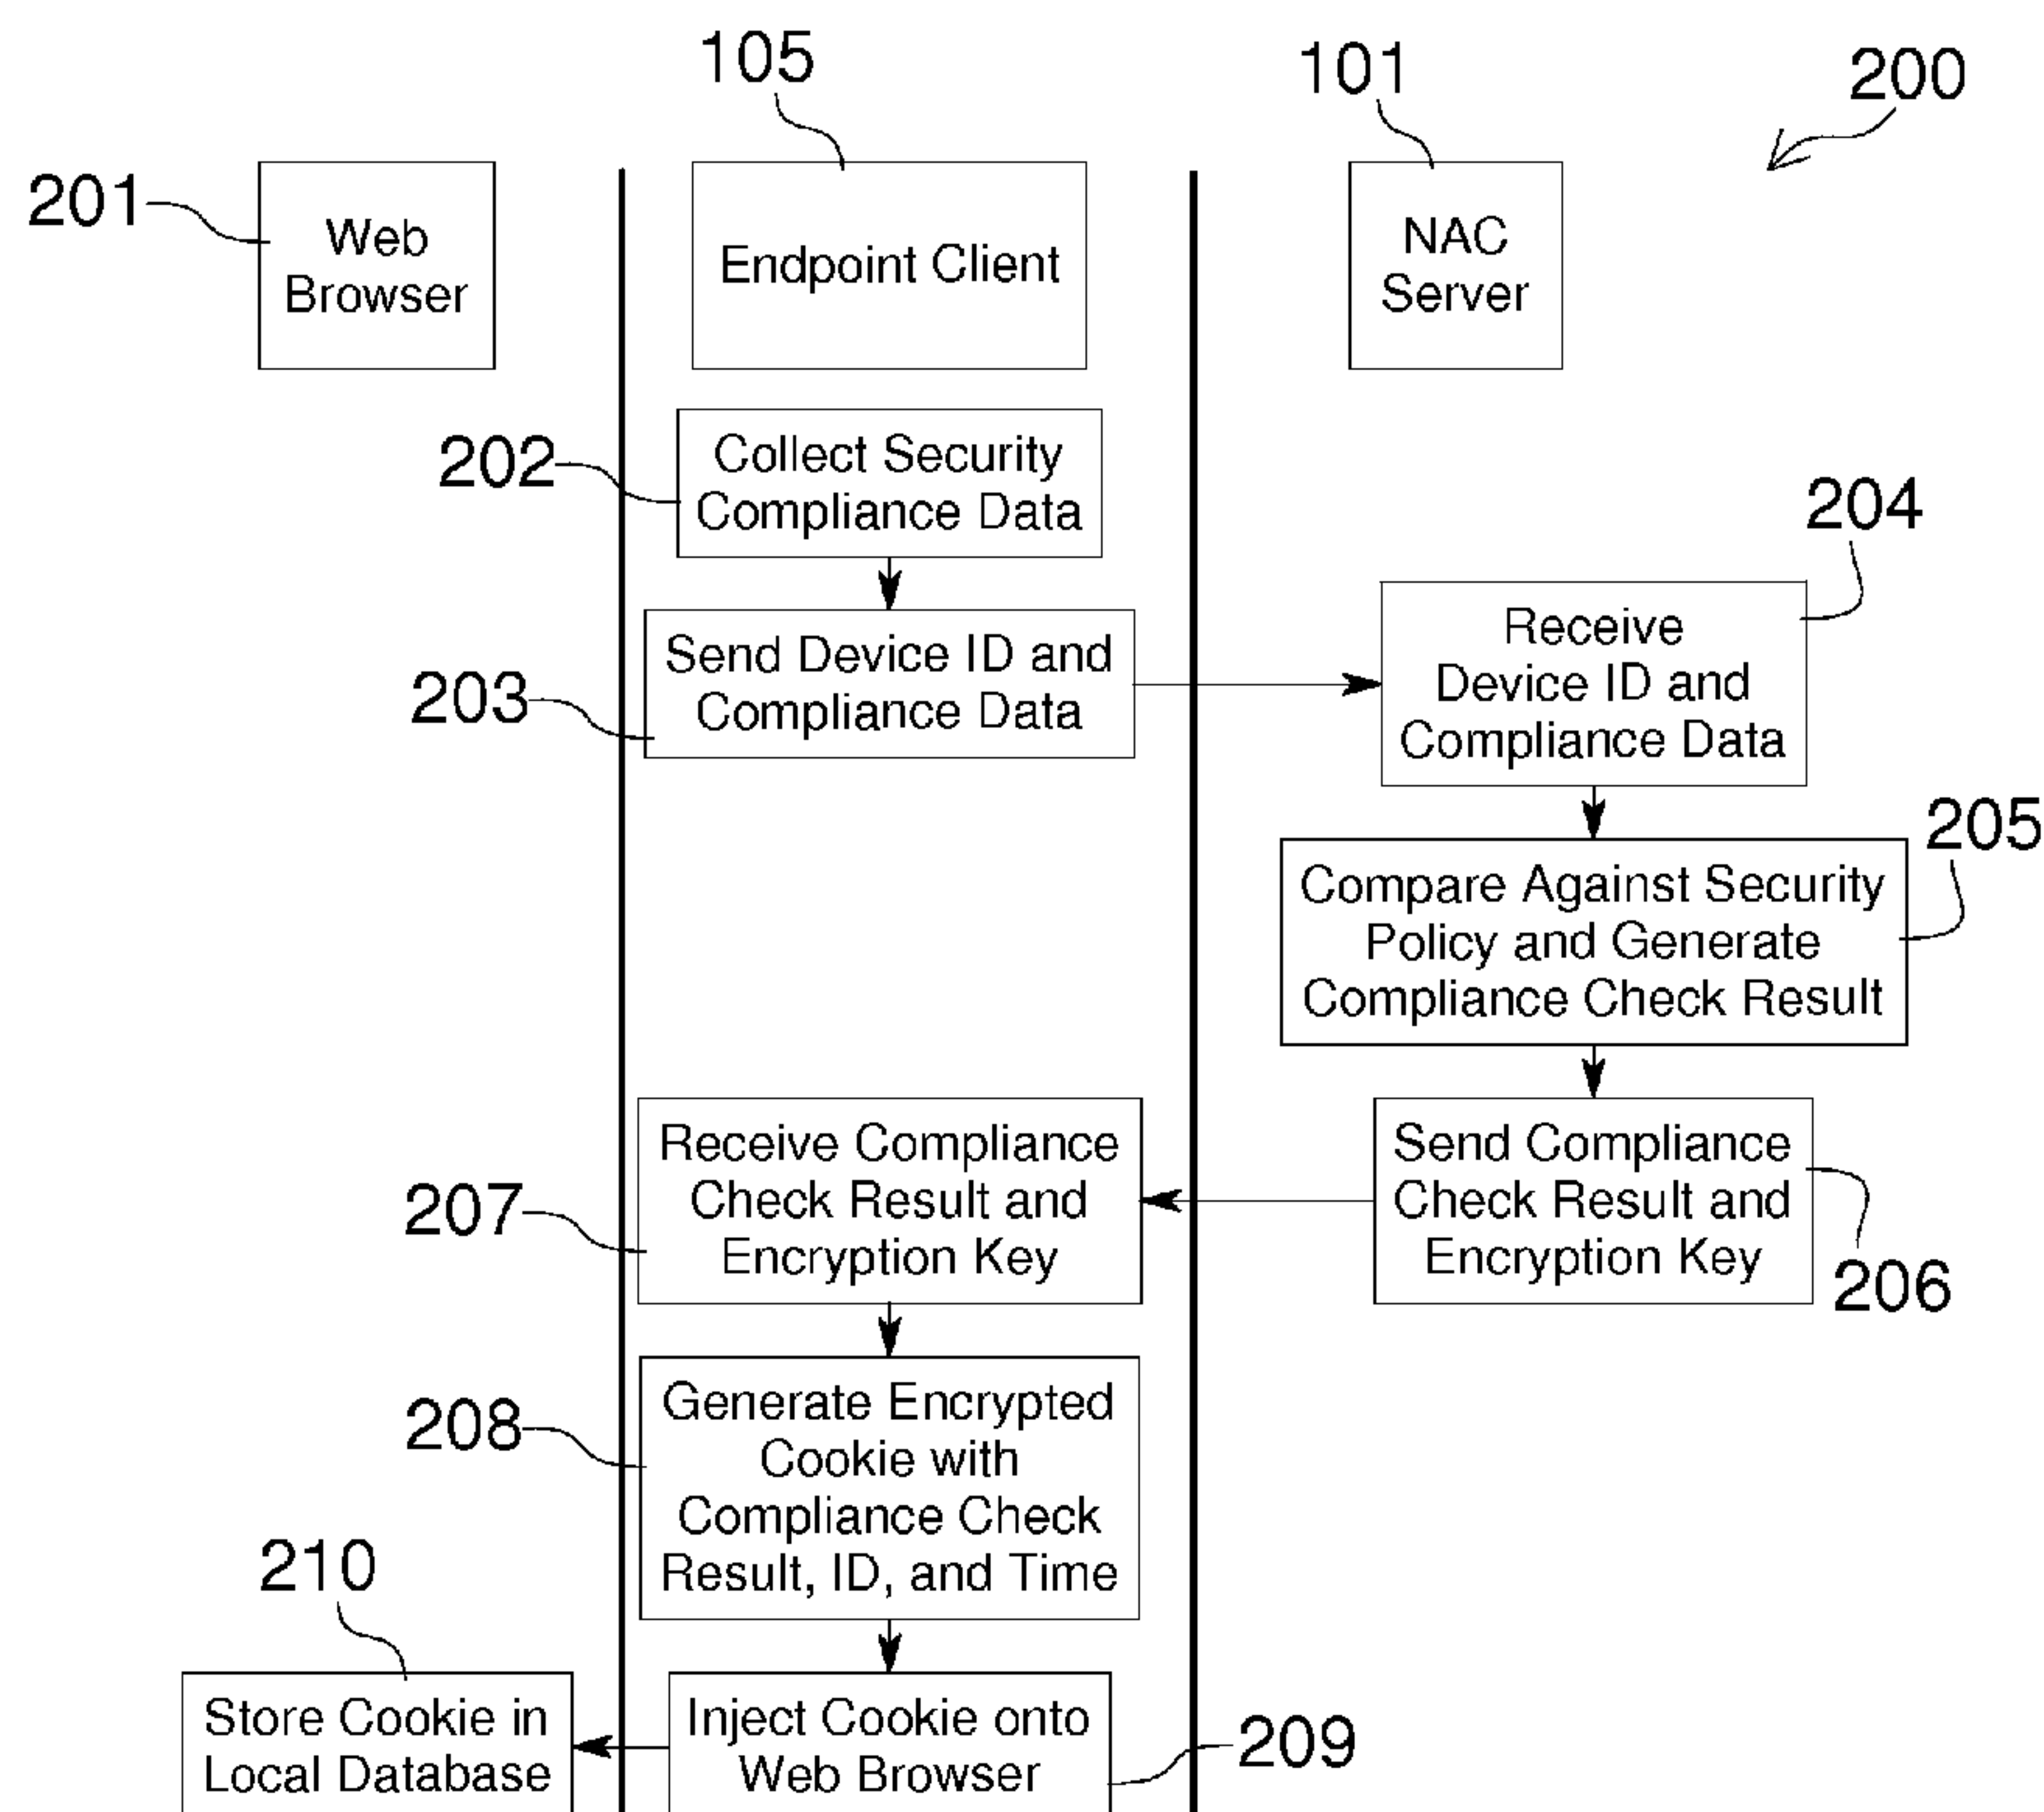 105
101
200
201
Web
Browser
Endpoint Client
NAC
Server
202
Collect Security
Compliance Data
204
203
Send Device ID and
Compliance Data
Receive
Device ID and
Compliance Data
205
Compare Against Security
Policy and Generate
Compliance Check Result
207
Receive Compliance
Check Result and
Encryption Key
Send Compliance
Check Result and
Encryption Key
206
208
Generate Encrypted
Cookie with
Compliance Check
Result, ID, and Time
210
Store Cookie in
Local Database
Inject Cookie onto
Web Browser
209